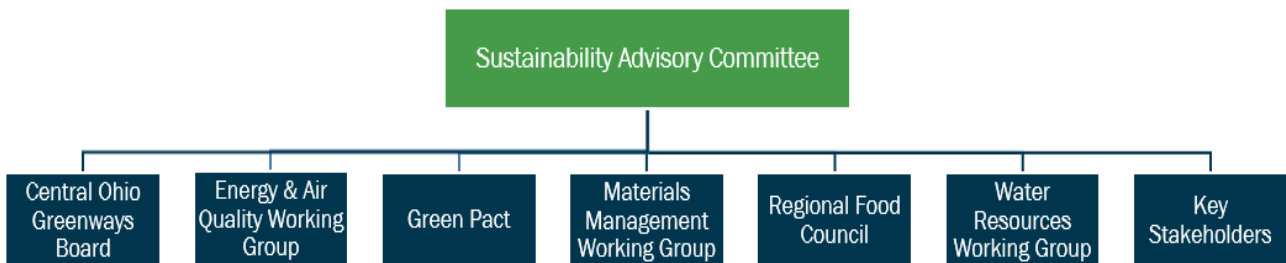 Sustainability Advisory Committee
Central Ohio
Greenways
Board
Energy & Air
Quality Working
Group
Green Pact
Materials
Management
Working Group
Regional Food
Council
Water
Resources
Working Group
Key
Stakeholders